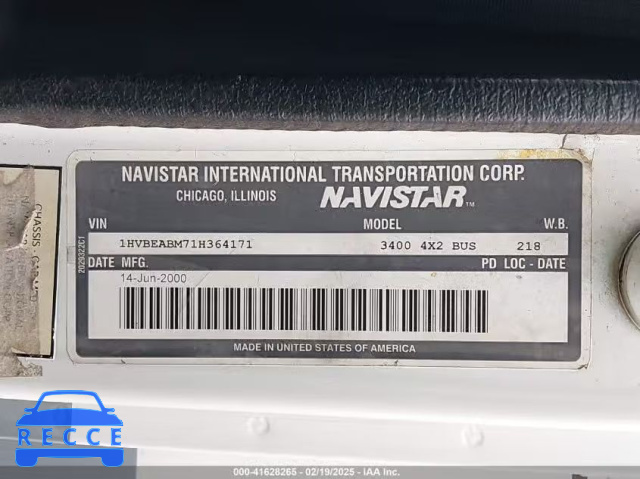 NAVISTAR INTERNATIONAL TRANSPORTATION CORP.
CHICAGO, ILLINOIS NAVISTAR
VIN MODEL W.B.
1HVBEABM71H364171 3400 4X2 BUS 218
DATE MFG. PD LOC - DATE
14-Jun-2000
MADE IN UNITED STATES OF AMERICA
2029322C1
CHASSIS
RECCE
000-41628265 - 02/19/2025 - IAA Inc.